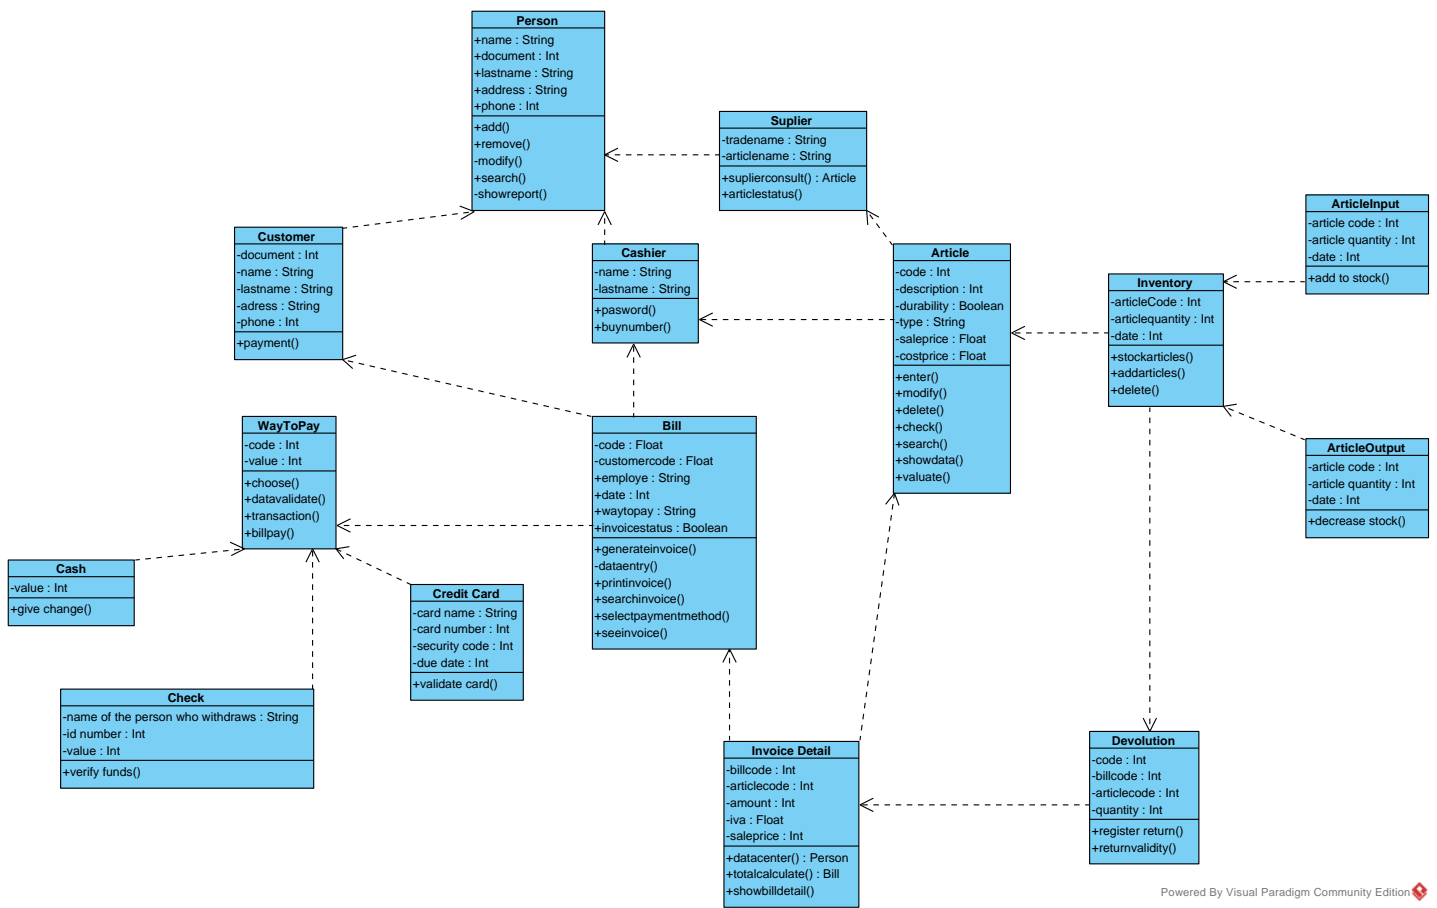 Person
+name : String
+document : Int
+lastname : String
+address : String
+phone : Int
+add()
+remove()
-modify()
+search()
-showreport()
Suplier
-tradename : String
-articlename : String
+suplierconsult() : Article
+articlestatus()
Customer
-document : Int
-name : String
-lastname : String
-adress : String
-phone : Int
+payment()
Cashier
-name : String
-lastname : String
+pasword()
+buynumber()
Article
-code : Int
-description : Int
-durability : Boolean
-type : String
-saleprice : Float
-costprice : Float
+enter()
+modify()
+delete()
+check()
+search()
+showdata()
+valuate()
Inventory
-articleCode : Int
-articlequantity : Int
-date : Int
+stockarticles()
+addarticles()
+delete()
ArticleInput
-article code : Int
-article quantity : Int
-date : Int
+add to stock()
ArticleOutput
-article code : Int
-article quantity : Int
-date : Int
+decrease stock()
WayToPay
-code : Int
-value : Int
+choose()
+datavalidate()
+transaction()
+billpay()
Bill
-code : Float
-customercode : Float
+employe : String
+date : Int
+waytopay : String
+invoicestatus : Boolean
+generateinvoice()
-dataentry()
+printinvoice()
+searchinvoice()
+selectpaymentmethod()
+seeinvoice()
Cash
-value : Int
+give change()
Credit Card
-card name : String
-card number : Int
-security code : Int
-due date : Int
+validate card()
Check
-name of the person who withdraws : String
-id number : Int
-value : Int
+verify funds()
Invoice Detail
-billcode : Int
-articlecode : Int
-amount : Int
-iva : Float
-saleprice : Int
+datacenter() : Person
+totalcalculate() : Bill
+showbilldetail()
Devolution
-code : Int
-billcode : Int
-articlecode : Int
-quantity : Int
+register return()
+returnvalidity()
Powered By Visual Paradigm Community Edition